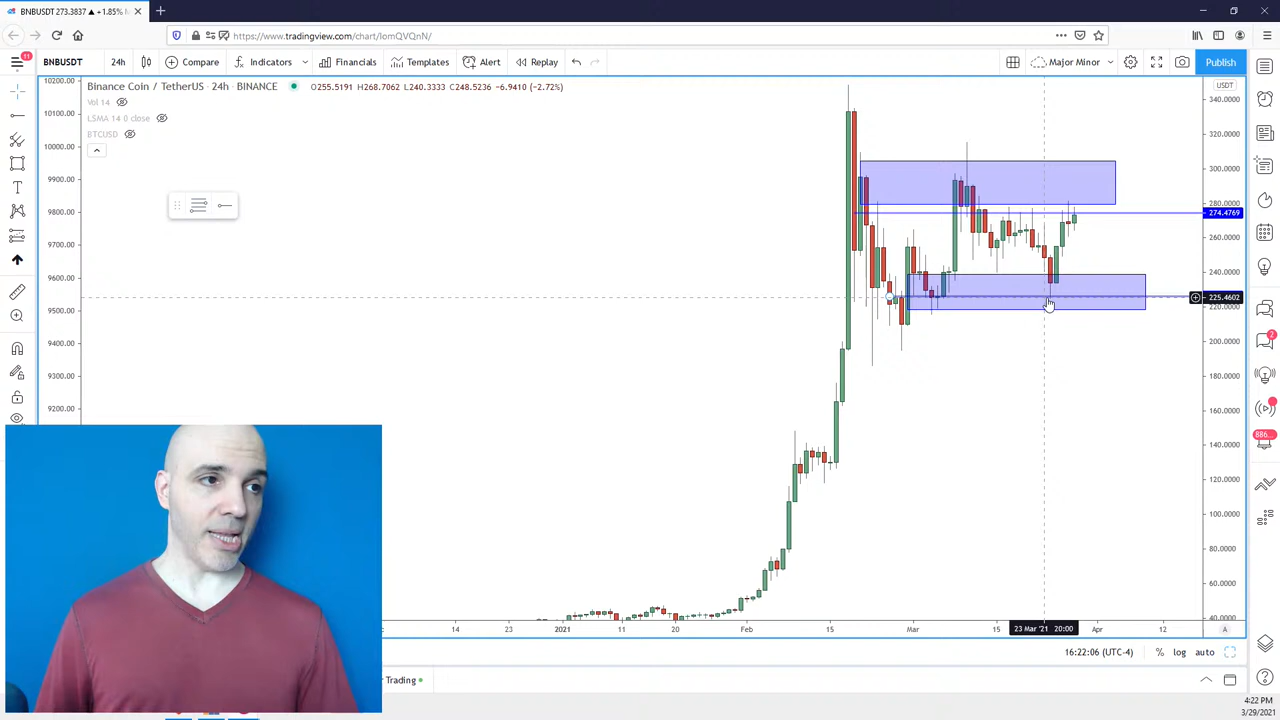 BNBUSDT 273.3837 ▲ +1.85% M
https://www.tradingview.com/chart/IomQVQnN/
11
BNBUSDT 24h Compare Indicators Financials Templates Alert Replay Major Minor Publish
Binance Coin / TetherUS · 24h · BINANCE O255.5191 H268.7062 L240.3333 C248.5236 −6.9410 (−2.72%)
Vol 14
LSMA 14 0 close
BTCUSD
10200.00
10100.00
10000.00
9900.00
9800.00
9700.00
9600.00
9500.00
9400.00
9300.00
9200.00
USDT
340.0000
320.0000
300.0000
280.0000
274.4769
260.0000
240.0000
225.4602
220.0000
200.0000
180.0000
160.0000
140.0000
120.0000
100.0000
80.0000
60.0000
40.0000
2
886...
14 23 2021 11 20 Feb 15 Mar 15 23 Mar '21 20:00 Apr 12 A
16:22:06 (UTC-4) % log auto
Trading
4:22 PM
3/29/2021